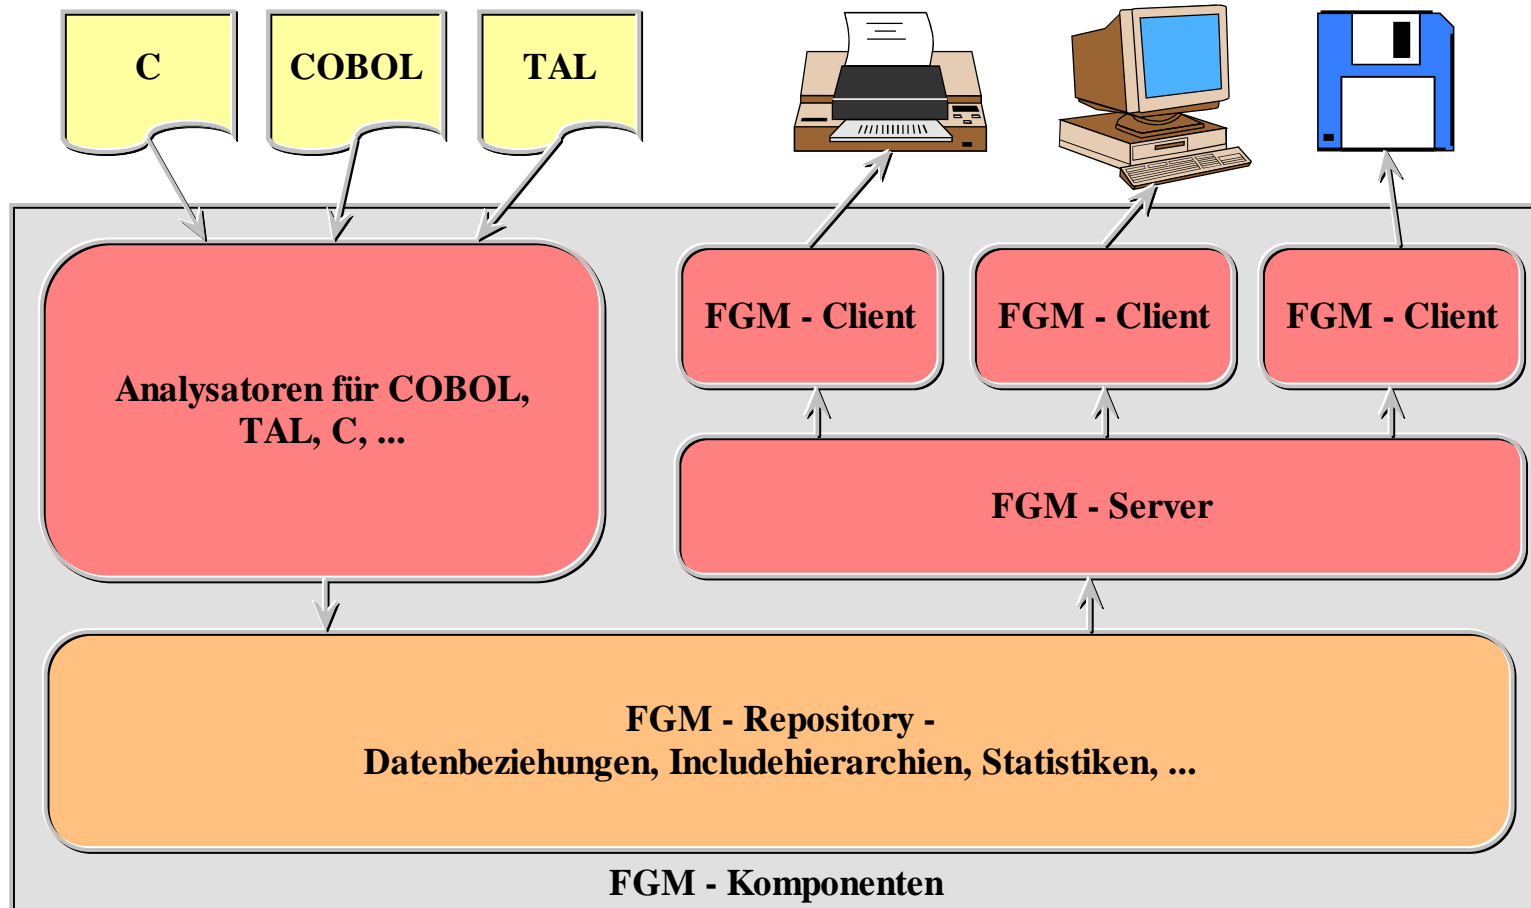 C
COBOL
TAL
FGM - Client
FGM - Client
FGM - Client
Analysatoren für COBOL,
TAL, C, ...
FGM - Server
FGM - Repository -
Datenbeziehungen, Includehierarchien, Statistiken, ...
FGM - Komponenten